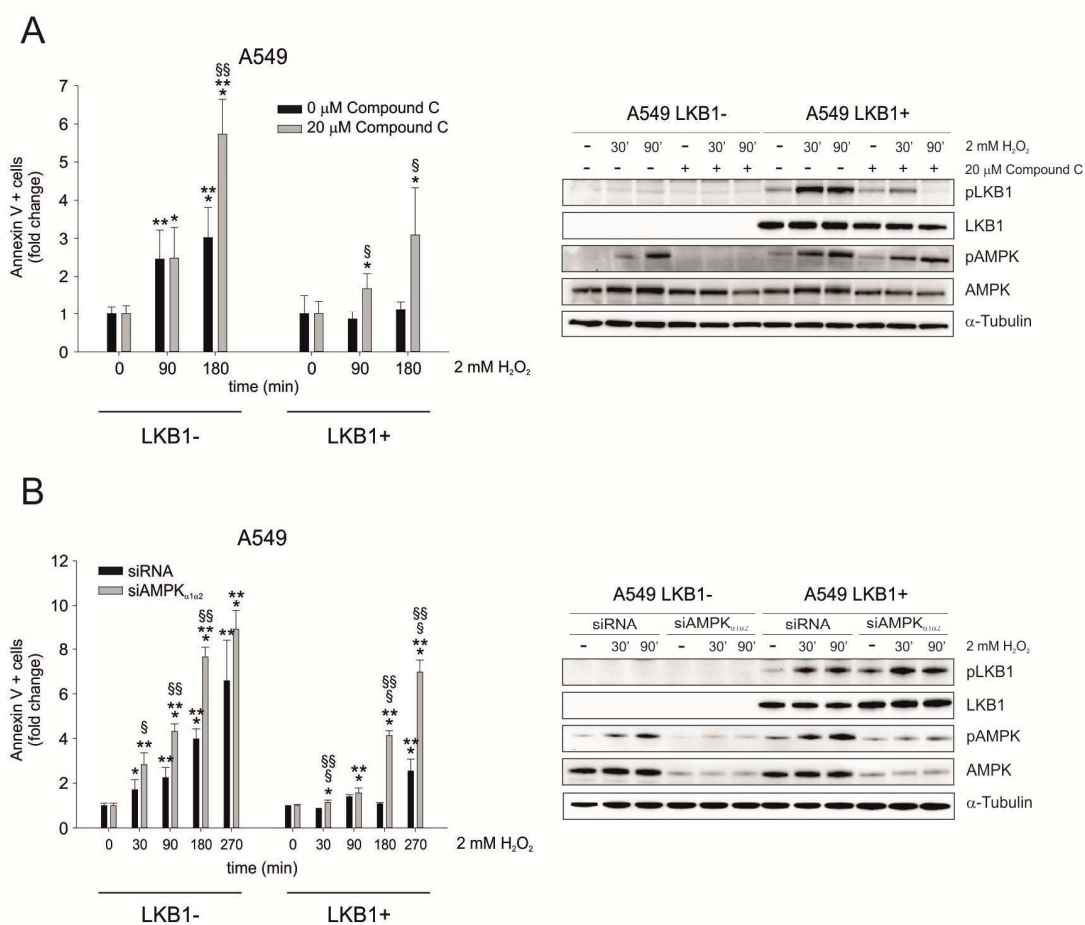 A
A549
7
6
5
4
3
2
1
0
Annexin V + cells
(fold change)
0 µM Compound C
20 µM Compound C
** ** * * §§ ** *
§ * § *
0 90 180 0 90 180 2 mM H₂O₂
time (min)
LKB1- LKB1+
A549 LKB1- A549 LKB1+
- 30' 90' - 30' 90' - 30' 90' - 30' 90' 2 mM H₂O₂
- - - + + + - - - + + + 20 µM Compound C
pLKB1
LKB1
pAMPK
AMPK
α-Tubulin
B
A549
12
10
8
6
4
2
0
Annexin V + cells
(fold change)
siRNA
siAMPKα1α2
* § ** ** §§ ** * ** * §§ ** * ** ** *
§§ § * ** * §§ § ** * ** * §§ § ** *
0 30 90 180 270 0 30 90 180 270 2 mM H₂O₂
time (min)
LKB1- LKB1+
A549 LKB1- A549 LKB1+
siRNA siAMPKα1α2 siRNA siAMPKα1α2
- 30' 90' - 30' 90' - 30' 90' - 30' 90' 2 mM H₂O₂
pLKB1
LKB1
pAMPK
AMPK
α-Tubulin